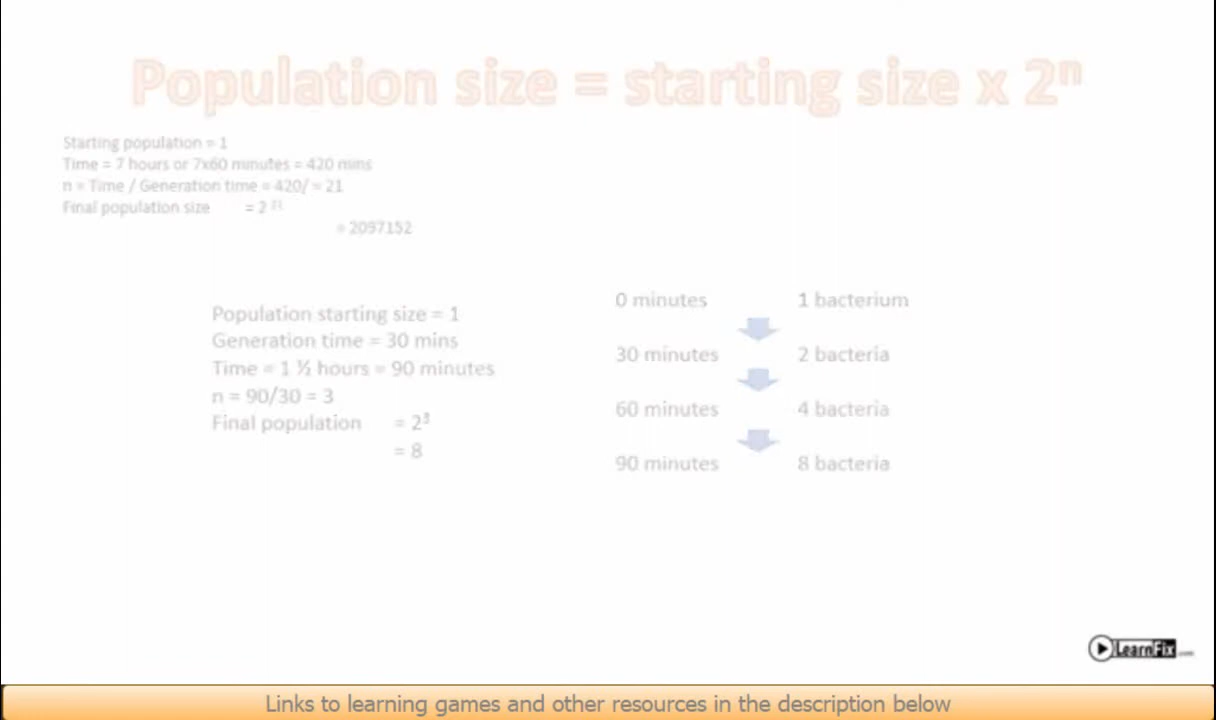 Population size = starting size x 2ⁿ
Starting population = 1
Time = 7 hours or 7x60 minutes = 420 mins
n = Time / Generation time = 420/ = 21
Final population size = 2 ²¹
= 2097152
Population starting size = 1
Generation time = 30 mins
Time = 1 ½ hours = 90 minutes
n = 90/30 = 3
Final population = 2³
= 8
0 minutes 1 bacterium
30 minutes 2 bacteria
60 minutes 4 bacteria
90 minutes 8 bacteria
LearnFix.com
Links to learning games and other resources in the description below